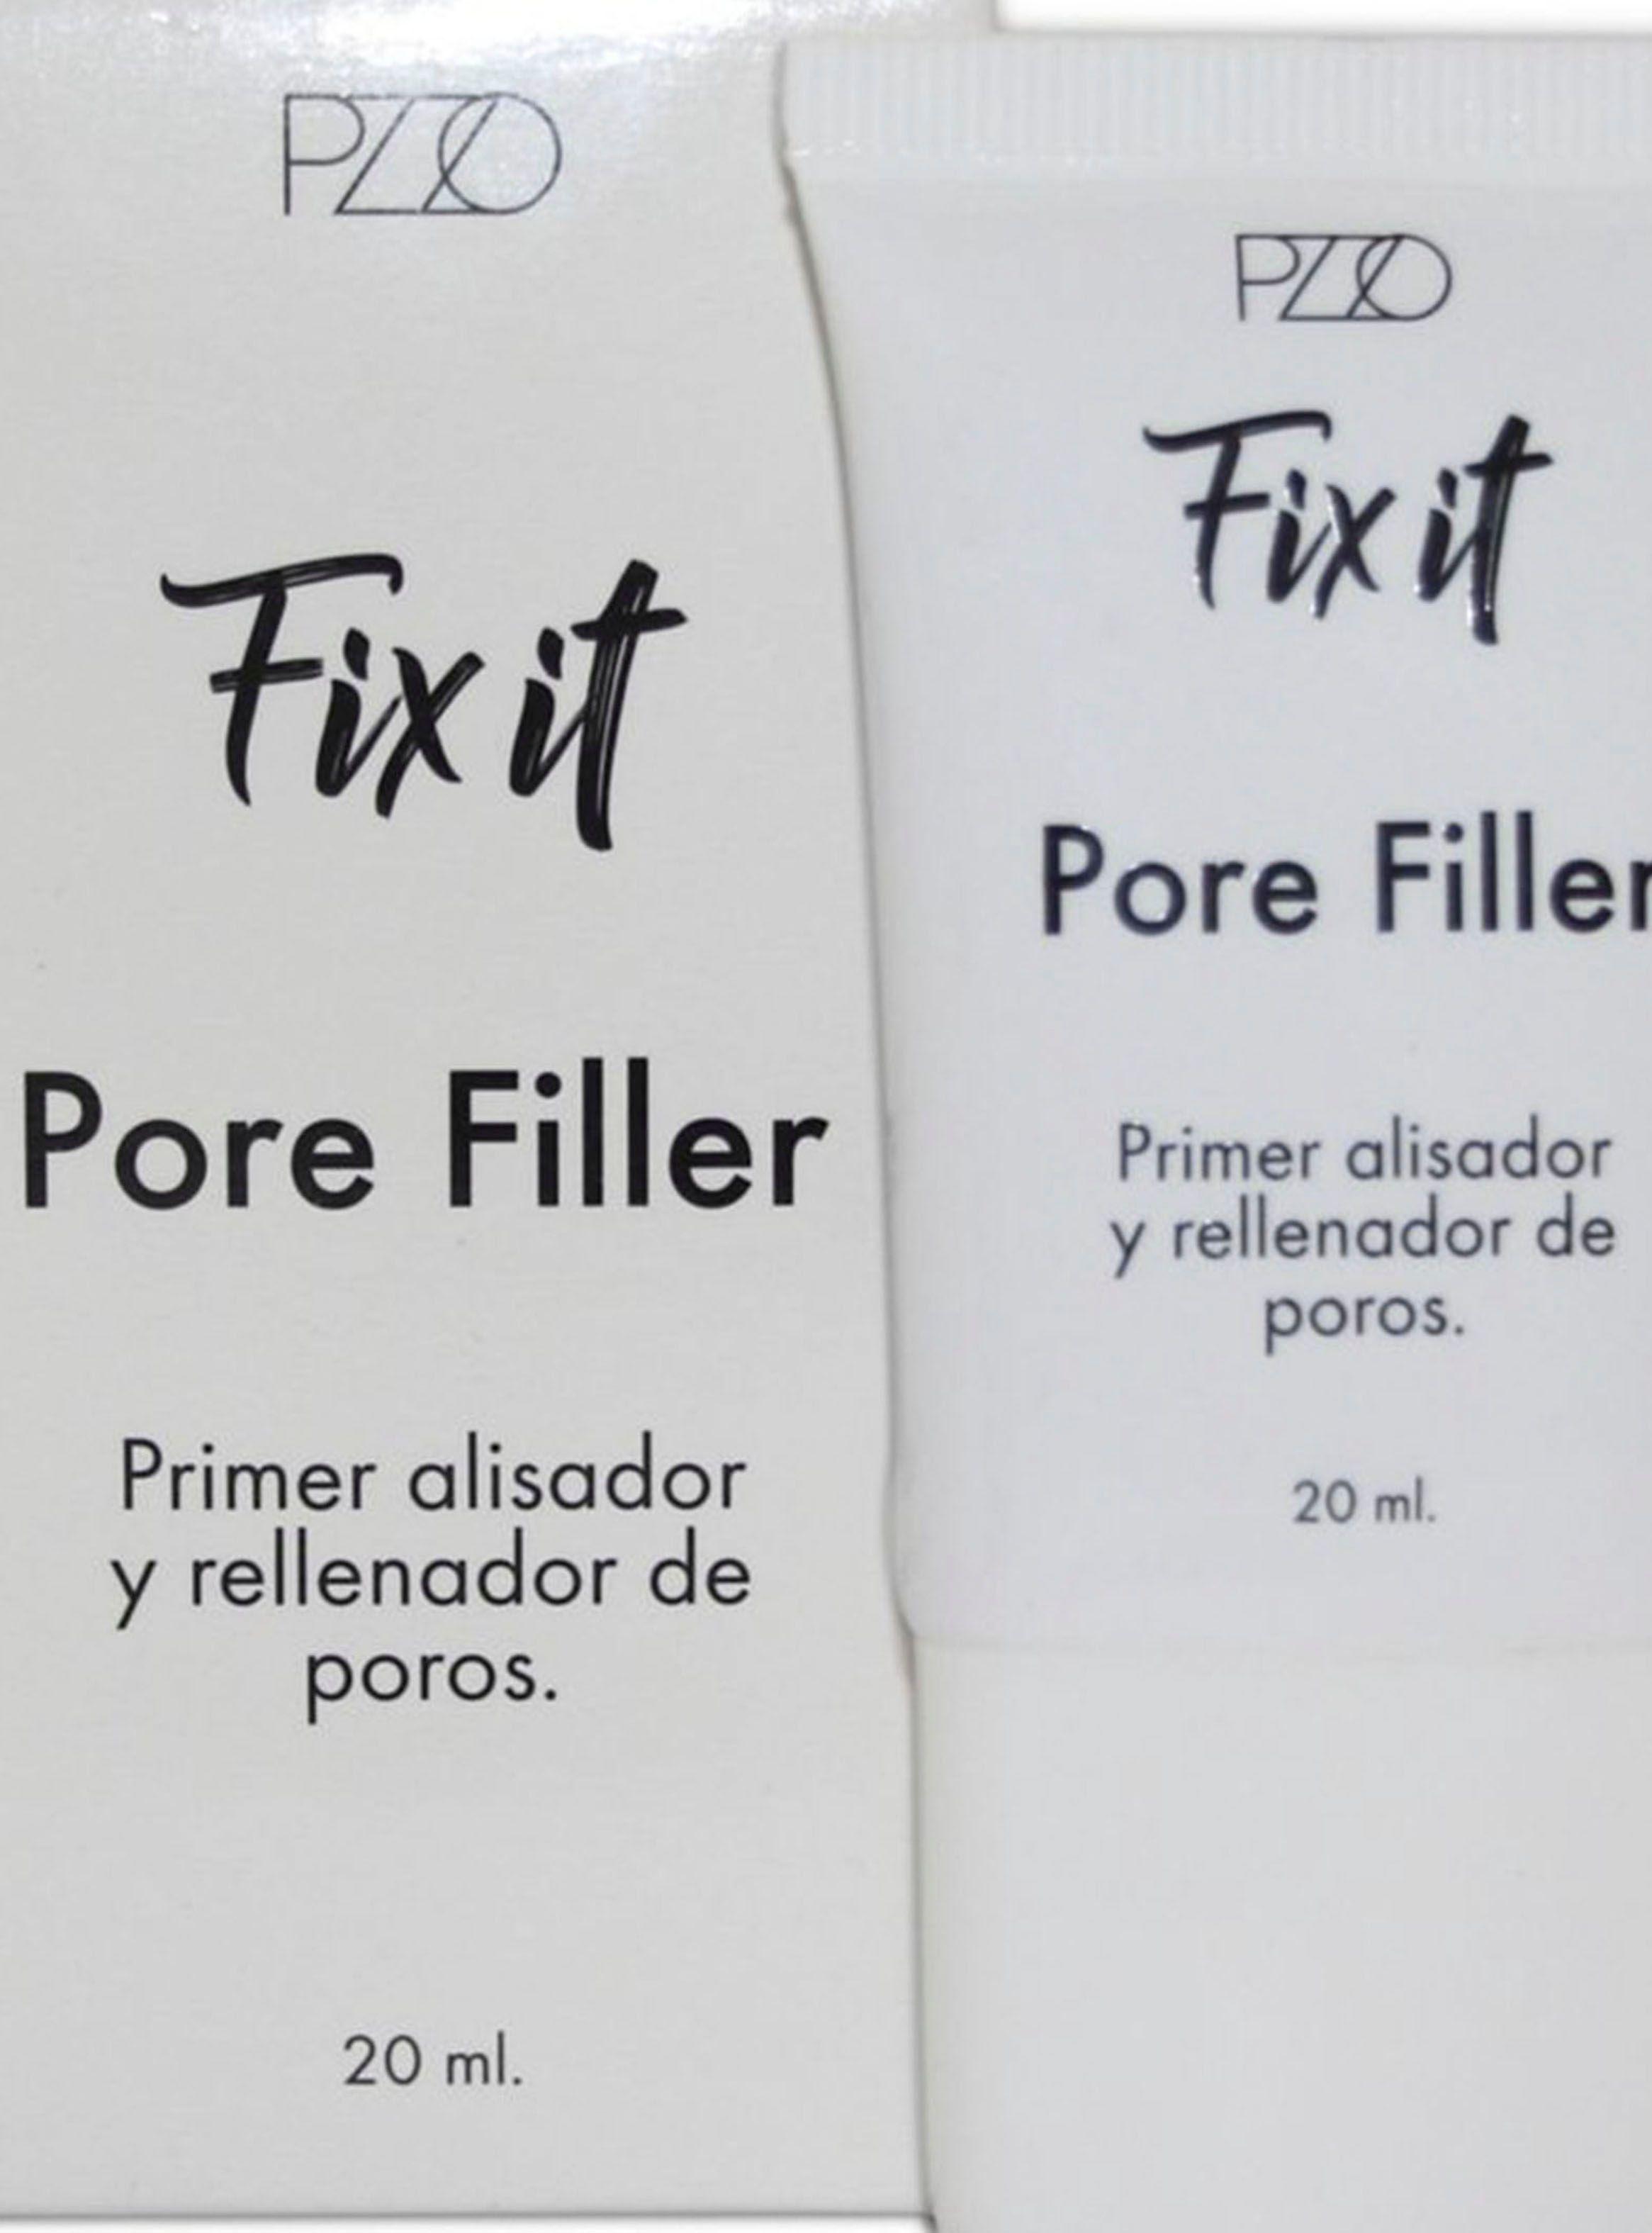 PZZO
Fix it
Pore Filler
Primer alisador
y rellenador de
poros.
20 ml.
PZZO
Fix it
Pore Filler
Primer alisador
y rellenador de
poros.
20 ml.